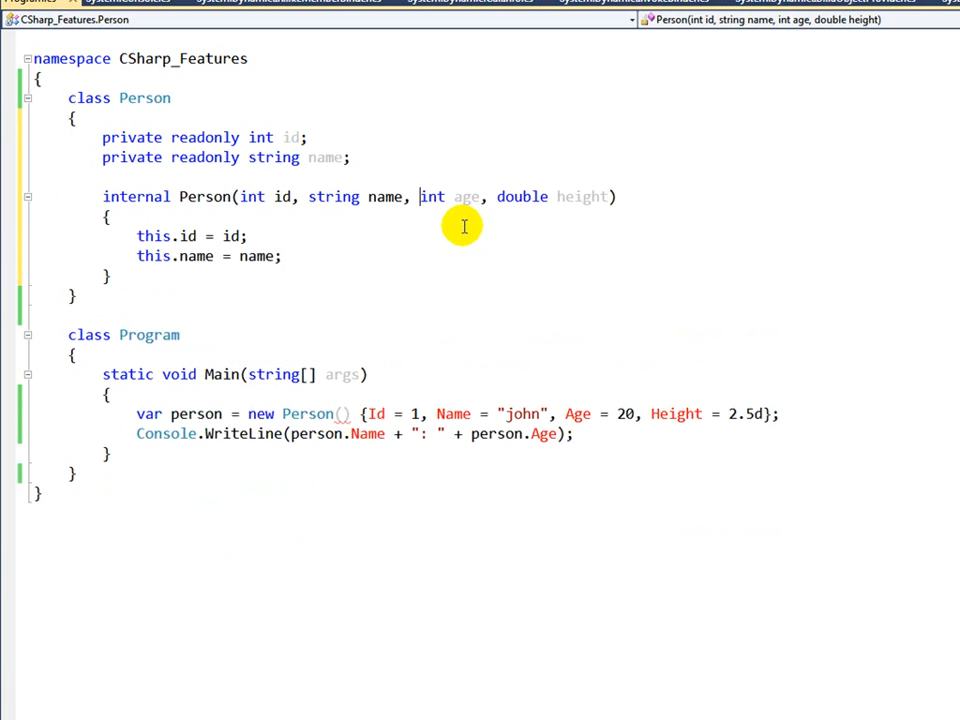 CSharp_Features.Person
Person(int id, string name, int age, double height)
namespace CSharp_Features
{
class Person
{
private readonly int id;
private readonly string name;
internal Person(int id, string name, int age, double height)
{
this.id = id;
this.name = name;
}
}
class Program
{
static void Main(string[] args)
{
var person = new Person() {Id = 1, Name = "john", Age = 20, Height = 2.5d};
Console.WriteLine(person.Name + ": " + person.Age);
}
}
}